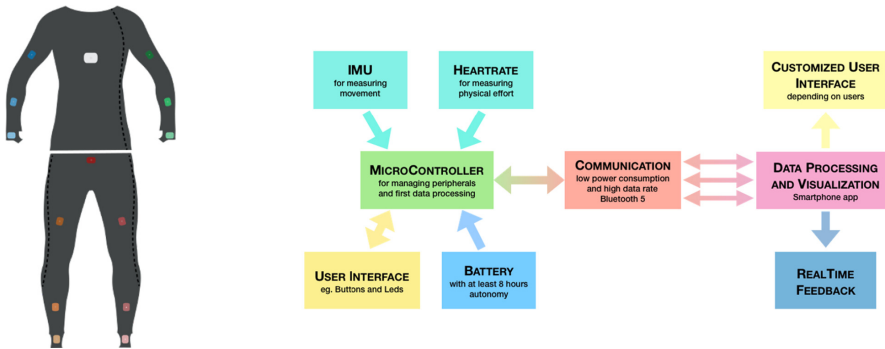 IMU
for measuring
movement
HEARTRATE
for measuring
physical effort
CUSTOMIZED USER
INTERFACE
depending on users
MICROCONTROLLER
for managing peripherals
and first data processing
COMMUNICATION
low power consumption
and high data rate
Bluetooth 5
DATA PROCESSING
AND VISUALIZATION
Smartphone app
USER INTERFACE
eg. Buttons and Leds
BATTERY
with at least 8 hours
autonomy
REALTIME
FEEDBACK